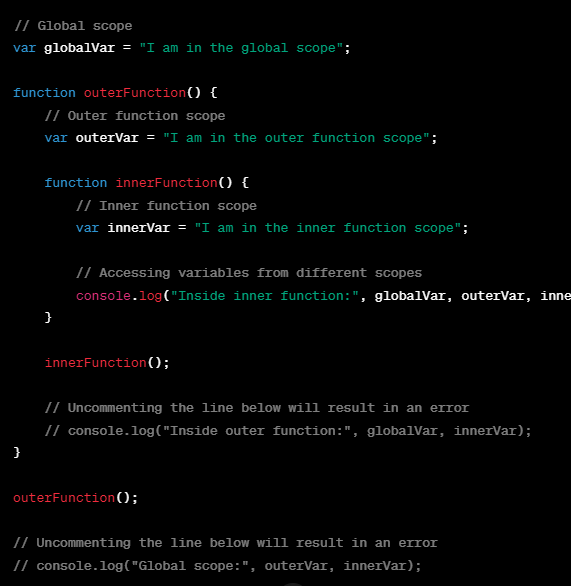 // Global scope
var globalVar = "I am in the global scope";

function outerFunction() {
    // Outer function scope
    var outerVar = "I am in the outer function scope";

    function innerFunction() {
        // Inner function scope
        var innerVar = "I am in the inner function scope";

        // Accessing variables from different scopes
        console.log("Inside inner function:", globalVar, outerVar, inne
    }

    innerFunction();

    // Uncommenting the line below will result in an error
    // console.log("Inside outer function:", globalVar, innerVar);
}

outerFunction();

// Uncommenting the line below will result in an error
// console.log("Global scope:", outerVar, innerVar);